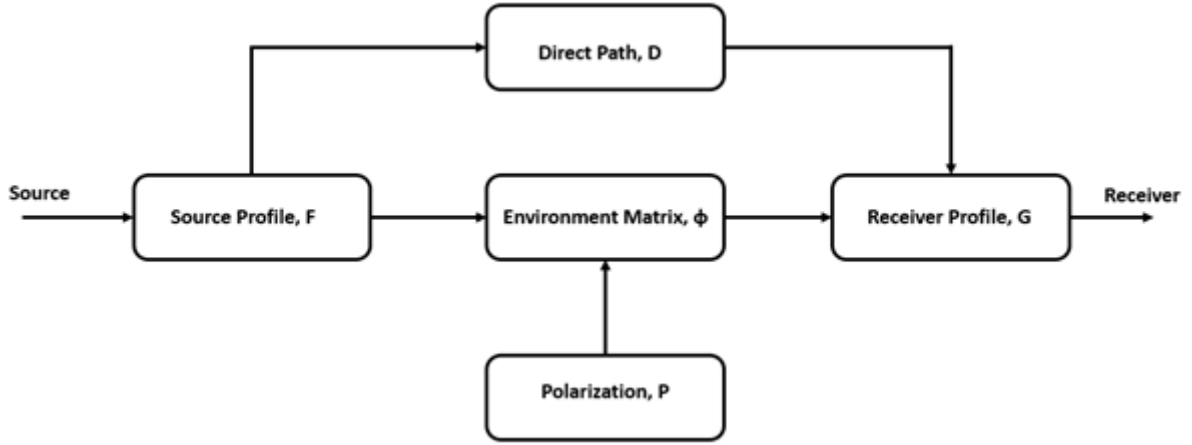 Direct Path, D
Source
Source Profile, F
Environment Matrix, ϕ
Receiver Profile, G
Receiver
Polarization, P